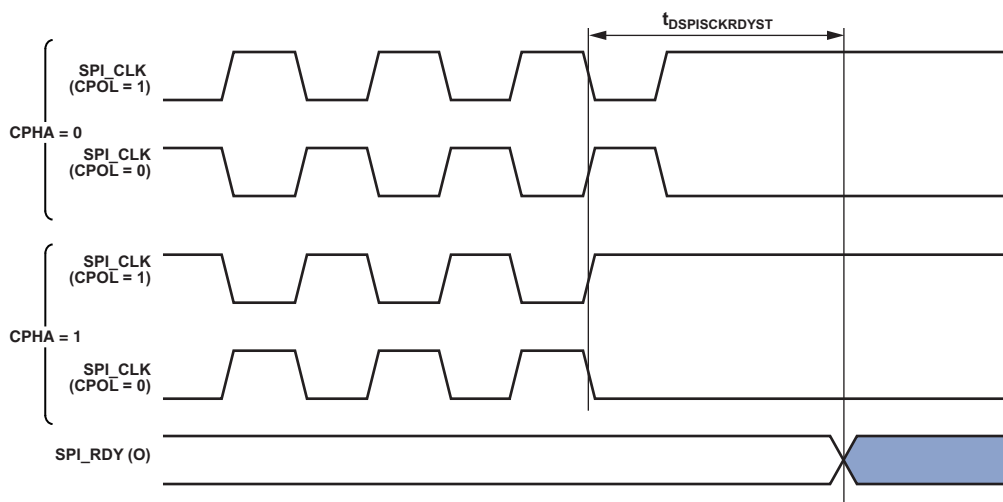 tDSPISCKRDYST
SPI_CLK
(CPOL = 1)
CPHA = 0
SPI_CLK
(CPOL = 0)
SPI_CLK
(CPOL = 1)
CPHA = 1
SPI_CLK
(CPOL = 0)
SPI_RDY (O)